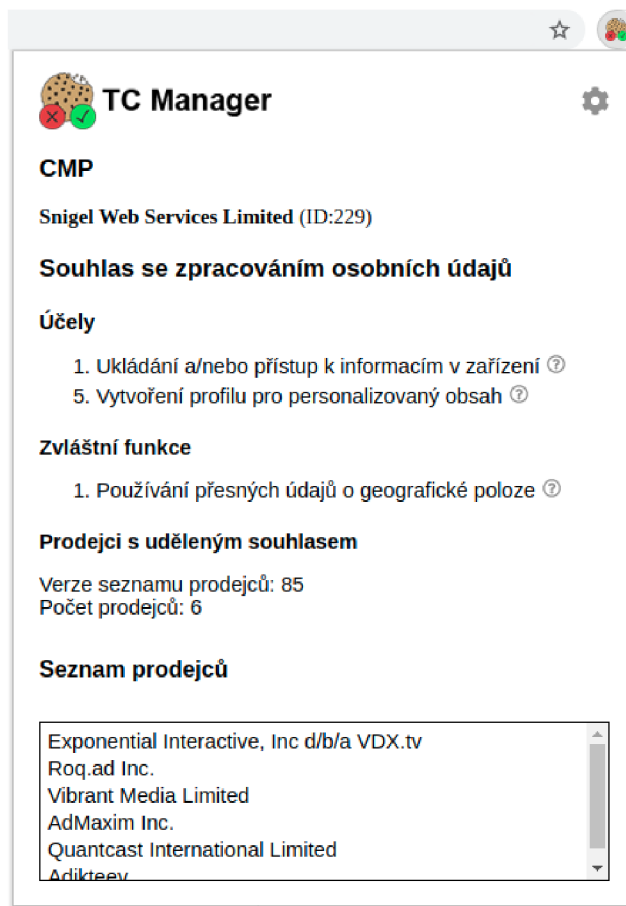 TC Manager
CMP
Snigel Web Services Limited (ID:229)
Souhlas se zpracováním osobních údajů
Účely
1. Ukládání a/nebo přístup k informacím v zařízení ?
5. Vytvoření profilu pro personalizovaný obsah ?
Zvláštní funkce
1. Používání přesných údajů o geografické poloze ?
Prodejci s uděleným souhlasem
Verze seznamu prodejců: 85
Počet prodejců: 6
Seznam prodejců
Exponential Interactive, Inc d/b/a VDX.tv
Roq.ad Inc.
Vibrant Media Limited
AdMaxim Inc.
Quantcast International Limited
Adikteev